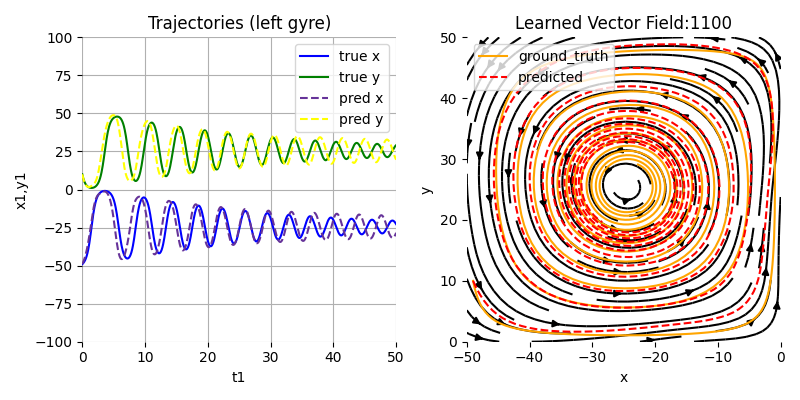 Trajectories (left gyre)
100
75
50
25
0
−25
−50
−75
−100
x1,y1
0 10 20 30 40 50
t1
true x
true y
pred x
pred y
Learned Vector Field:1100
50
40
30
20
10
0
y
−50 −40 −30 −20 −10 0
x
ground_truth
predicted